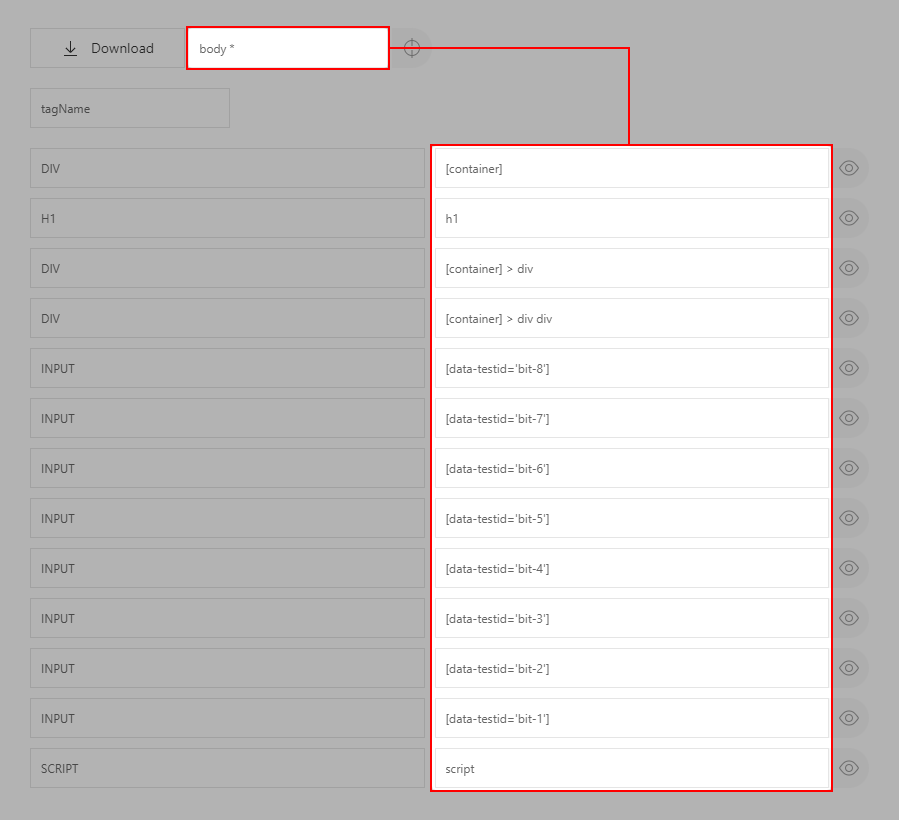 Download body *
tagName
DIV [container]
H1 h1
DIV [container] > div
DIV [container] > div div
INPUT [data-testid='bit-8']
INPUT [data-testid='bit-7']
INPUT [data-testid='bit-6']
INPUT [data-testid='bit-5']
INPUT [data-testid='bit-4']
INPUT [data-testid='bit-3']
INPUT [data-testid='bit-2']
INPUT [data-testid='bit-1']
SCRIPT script